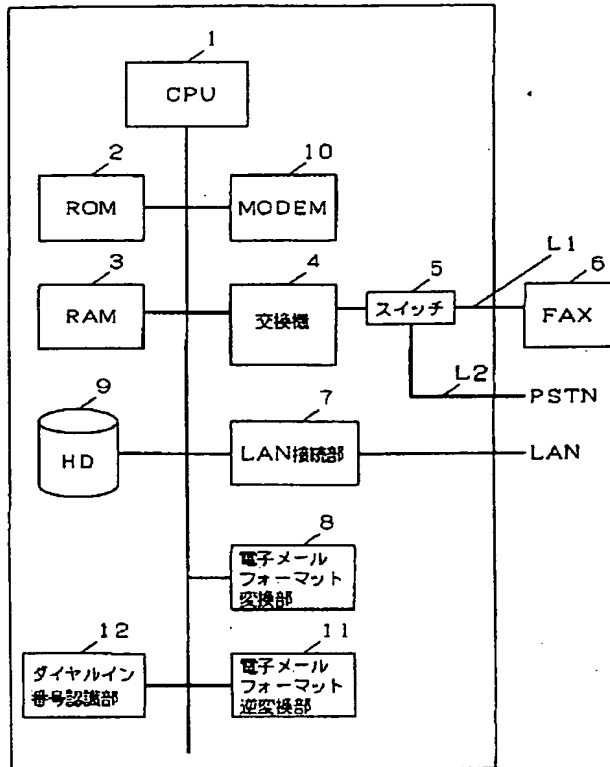 1
CPU
2
ROM
10
MODEM
3
RAM
4
交換機
5
スイッチ
L1
6
FAX
L2
PSTN
9
HD
7
LAN接続部
LAN
8
電子メール
フォーマット
変換部
12
ダイヤルイン
番号認識部
11
電子メール
フォーマット
逆変換部